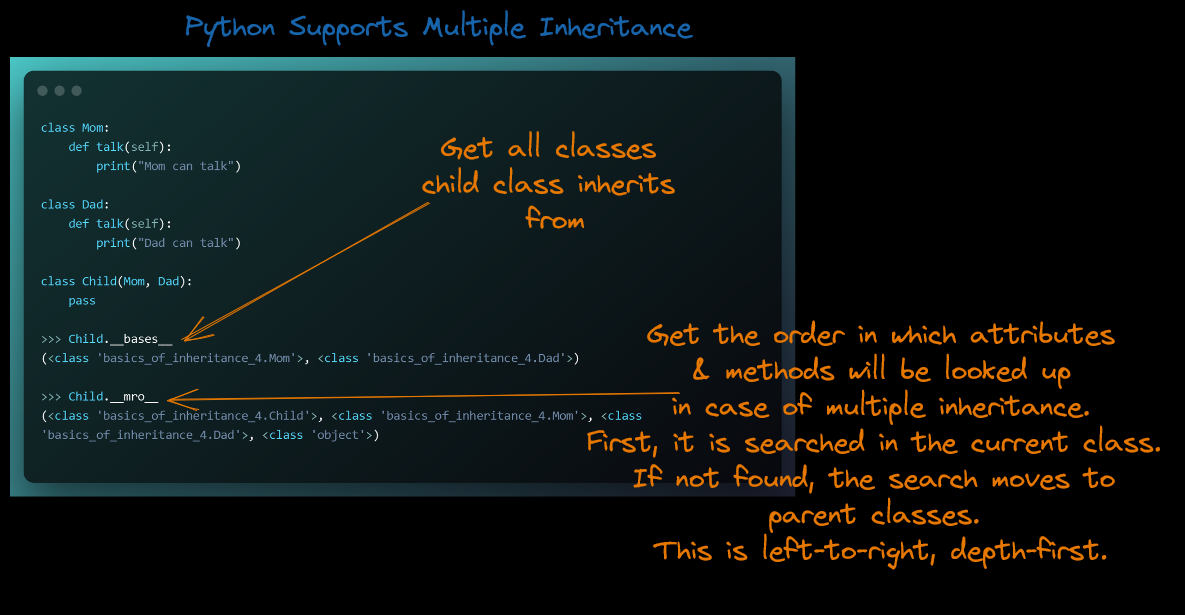 Python Supports Multiple Inheritance
class Mom:
    def talk(self):
        print("Mom can talk")
class Dad:
    def talk(self):
        print("Dad can talk")
class Child(Mom, Dad):
    pass
>>> Child.__bases__
(<class 'basics_of_inheritance_4.Mom'>, <class 'basics_of_inheritance_4.Dad'>)
>>> Child.__mro__
(<class 'basics_of_inheritance_4.Child'>, <class 'basics_of_inheritance_4.Mom'>, <class
'basics_of_inheritance_4.Dad'>, <class 'object'>)
Get all classes
child class inherits
from
Get the order in which attributes
& methods will be looked up
in case of multiple inheritance.
First, it is searched in the current class.
If not found, the search moves to
parent classes.
This is left-to-right, depth-first.